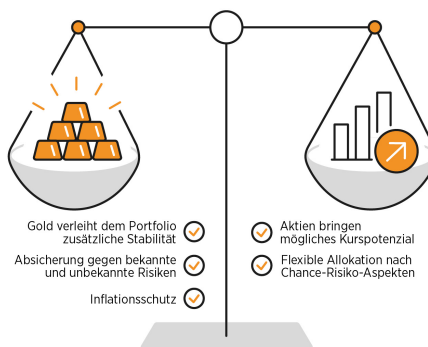 Gold verleiht dem Portfolio
zusätzliche Stabilität
Absicherung gegen bekannte
und unbekannte Risiken
Inflationsschutz
Aktien bringen
mögliches Kurspotenzial
Flexible Allokation nach
Chance-Risiko-Aspekten